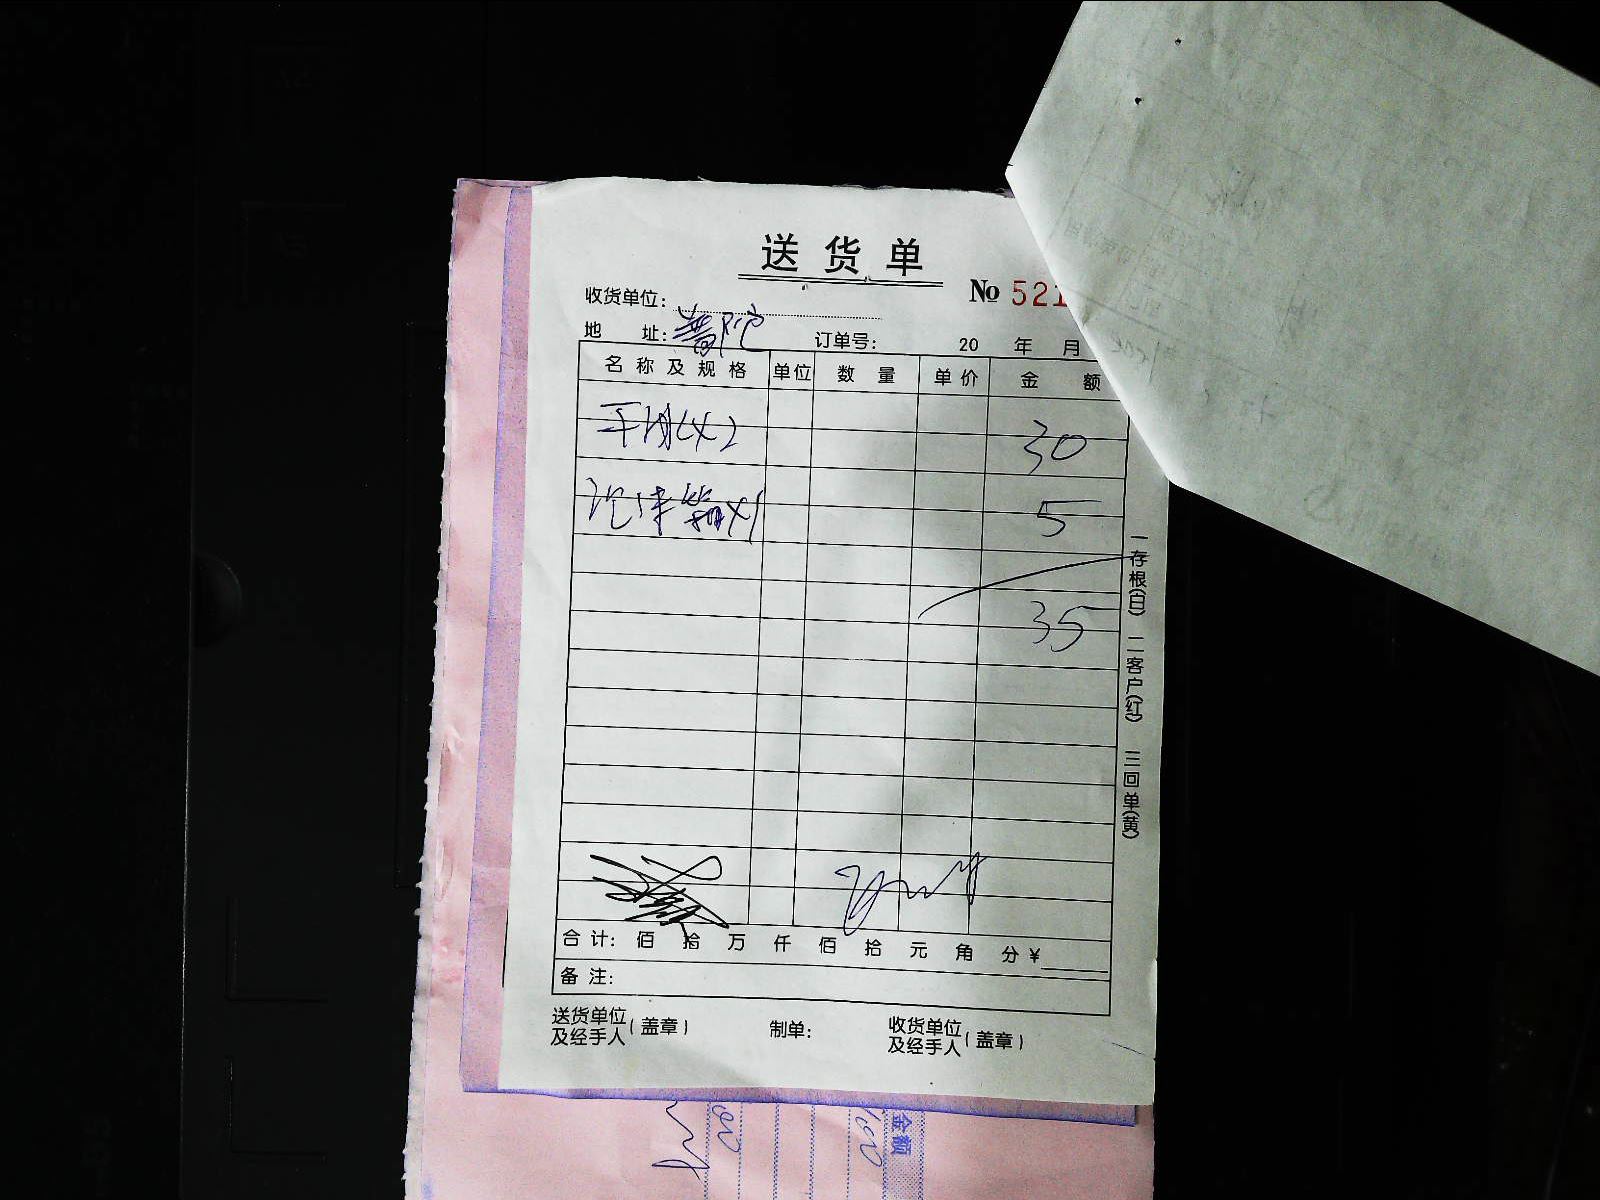 送货单
№ 521
收货单位：
地 址：普陀 订单号： 20 年 月
名称及规格 单位 数量 单价 金额
30
5
35
合计： 佰 拾 万 仟 佰 拾 元 角 分 ¥
备注：
送货单位及经手人（盖章） 制单： 收货单位及经手人（盖章）
一存根(白) 二客户(红) 三回单(黄)
金额